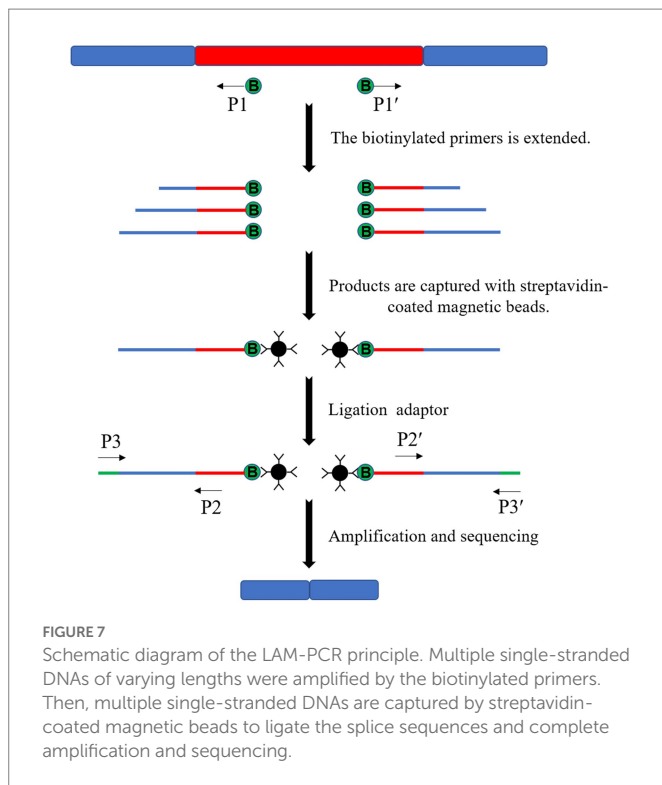 B
B
P1
P1′
The biotinylated primers is extended.
B
B
B
B
B
B
Products are captured with streptavidin-
coated magnetic beads.
B
B
Ligation adaptor
P3
P2′
B
B
P2
P3′
Amplification and sequencing
FIGURE 7
Schematic diagram of the LAM-PCR principle. Multiple single-stranded
DNAs of varying lengths were amplified by the biotinylated primers.
Then, multiple single-stranded DNAs are captured by streptavidin-
coated magnetic beads to ligate the splice sequences and complete
amplification and sequencing.